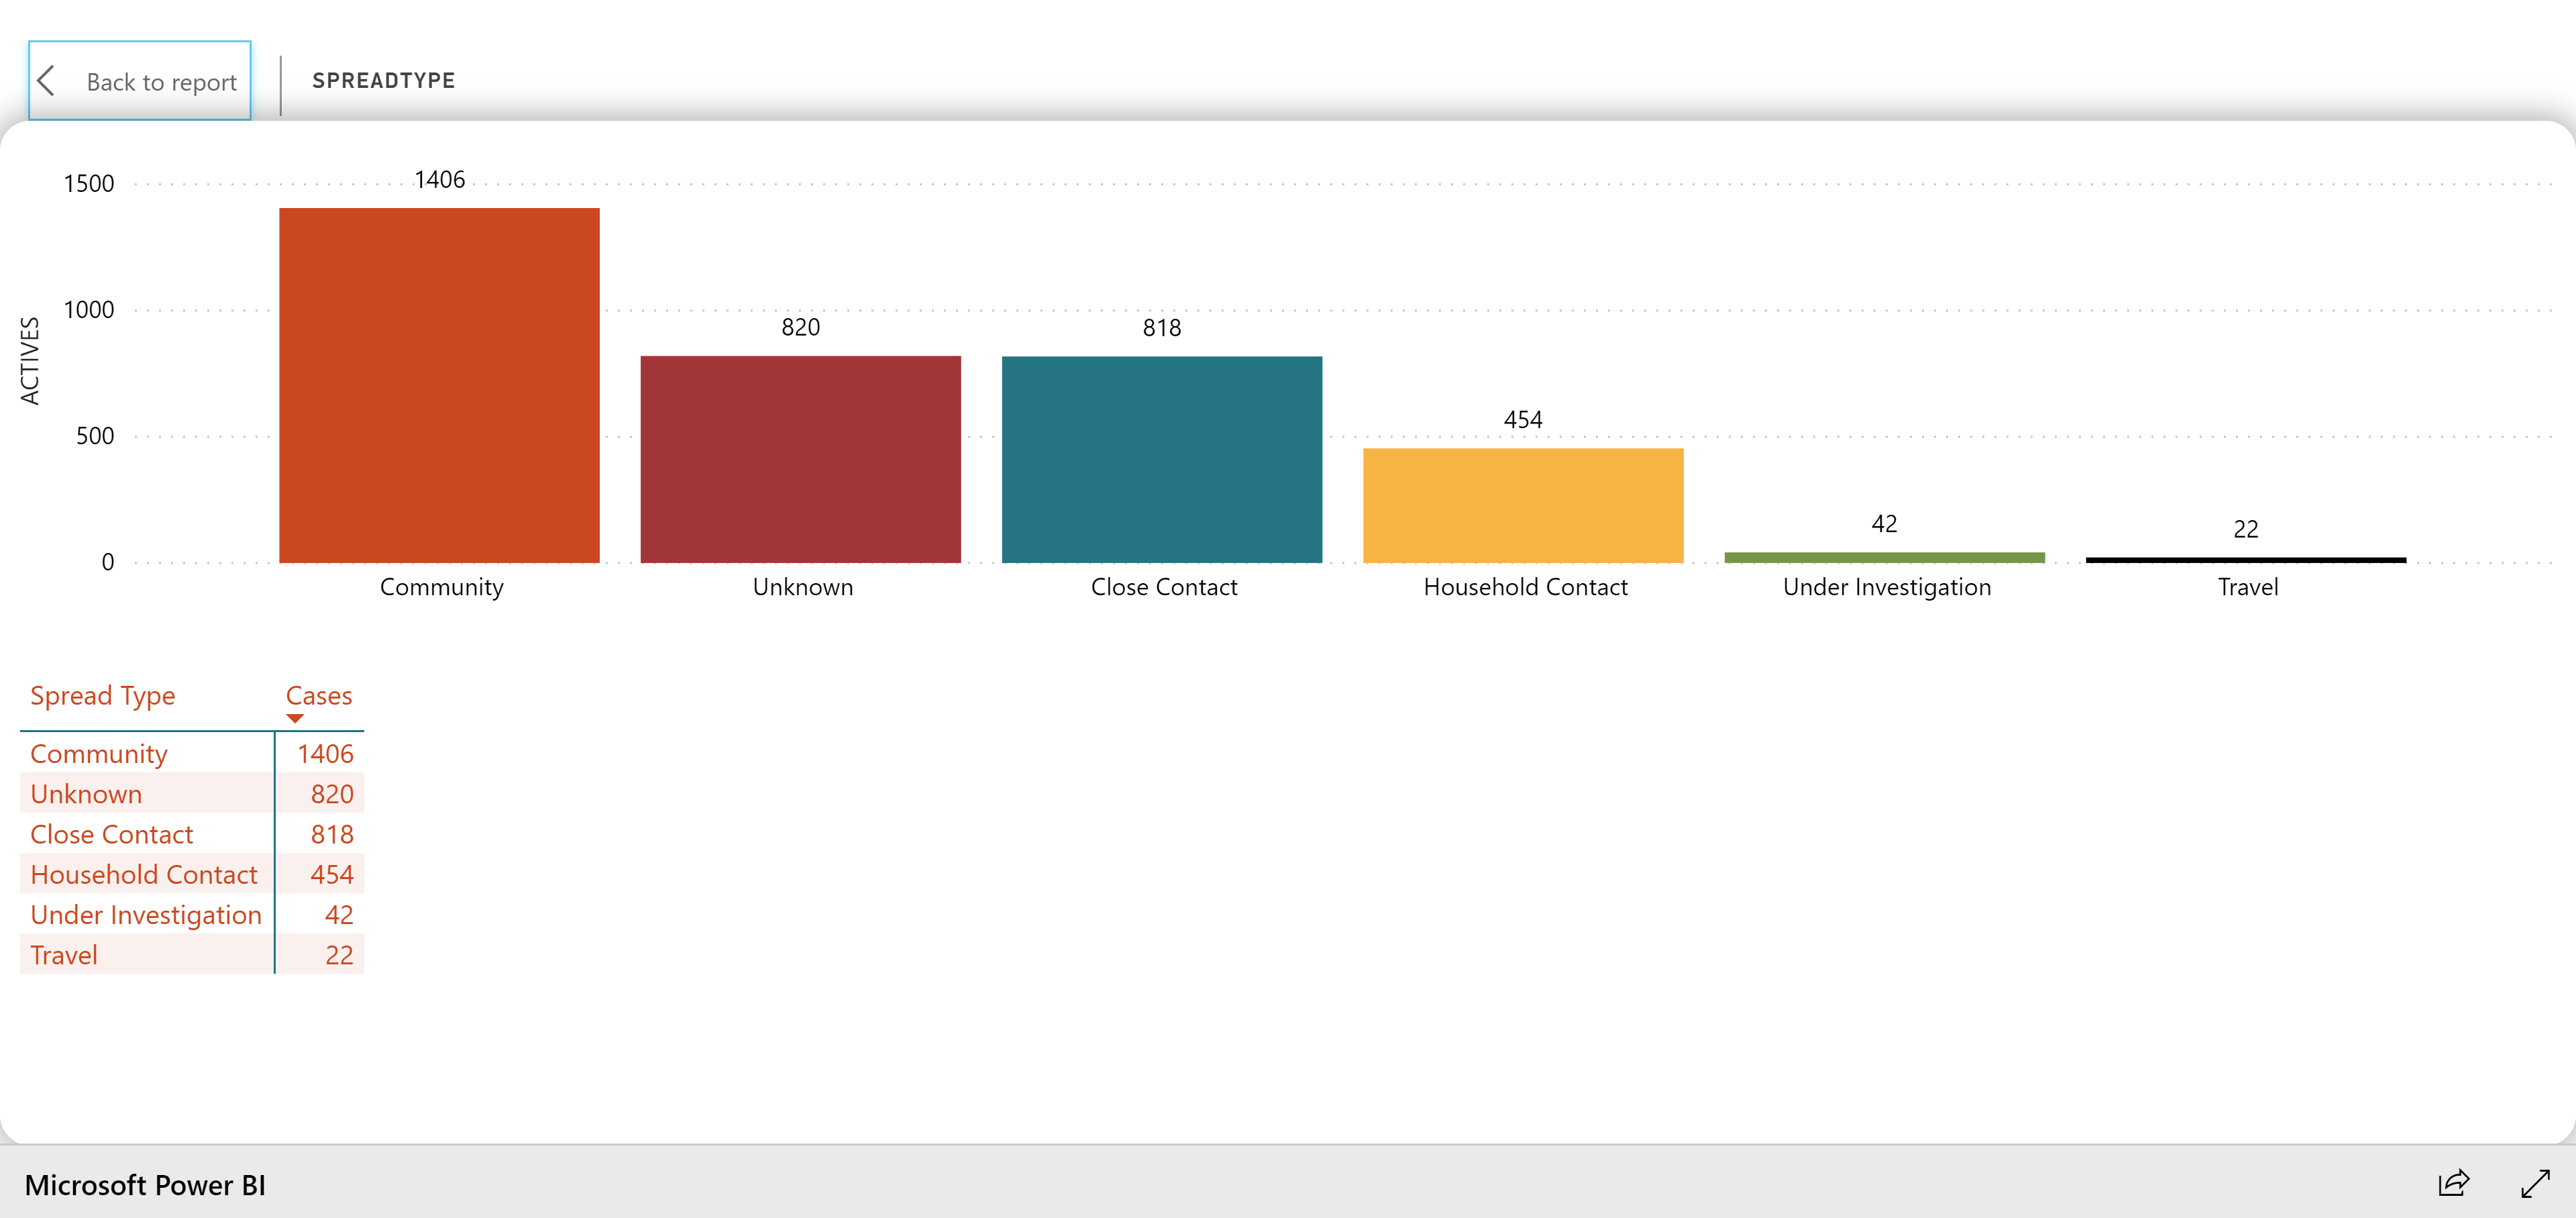 Back to report
SPREADTYPE
1500
1000
500
0
ACTIVES
1406
820
818
454
42
22
Community
Unknown
Close Contact
Household Contact
Under Investigation
Travel
Spread Type Cases
Community 1406
Unknown 820
Close Contact 818
Household Contact 454
Under Investigation 42
Travel 22
Microsoft Power BI